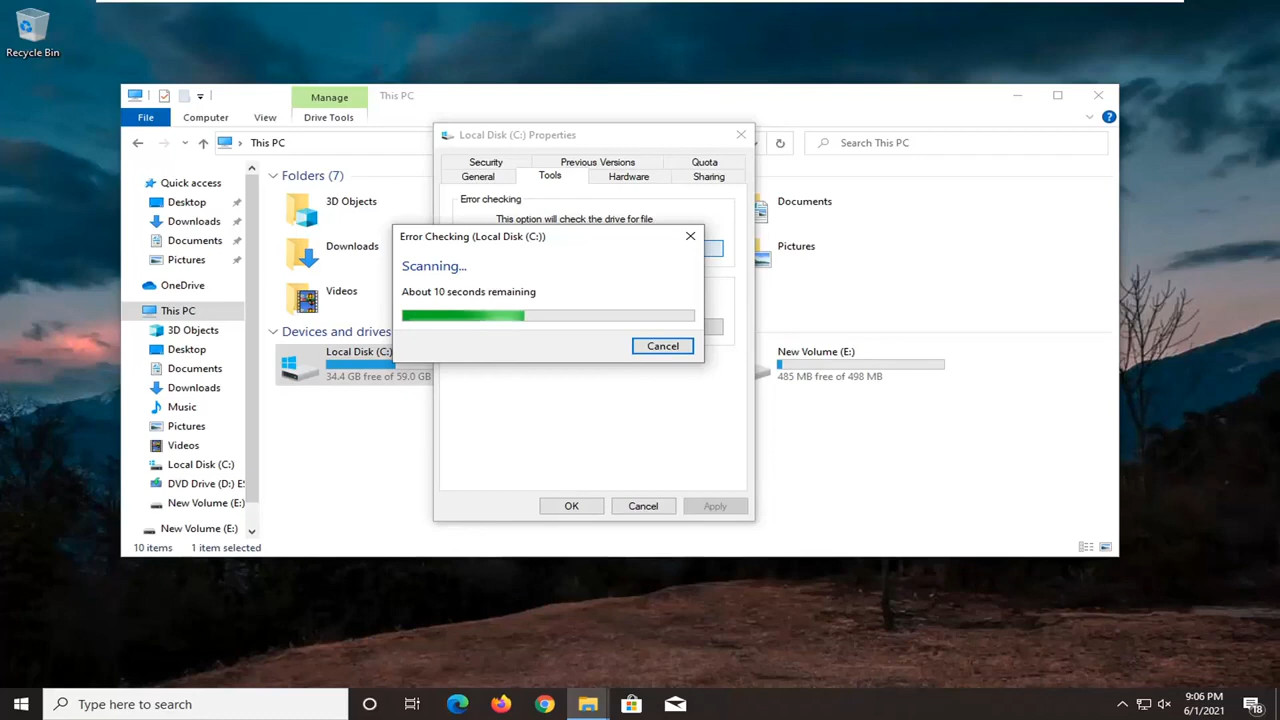 Recycle Bin
Manage
This PC
File
Computer
View
Drive Tools
This PC
Search This PC
Quick access
Desktop
Downloads
Documents
Pictures
OneDrive
This PC
3D Objects
Desktop
Documents
Downloads
Music
Pictures
Videos
Local Disk (C:)
DVD Drive (D:) ES
New Volume (E:)
New Volume (E:)
Folders (7)
3D Objects
Downloads
Videos
Documents
Pictures
Devices and drives
Local Disk (C:)
34.4 GB free of 59.0 GB
New Volume (E:)
485 MB free of 498 MB
10 items
1 item selected
Local Disk (C:) Properties
Security
Previous Versions
Quota
General
Tools
Hardware
Sharing
Error checking
This option will check the drive for file
Error Checking (Local Disk (C:))
Scanning...
About 10 seconds remaining
Cancel
OK
Cancel
Apply
Type here to search
9:06 PM
6/1/2021
18